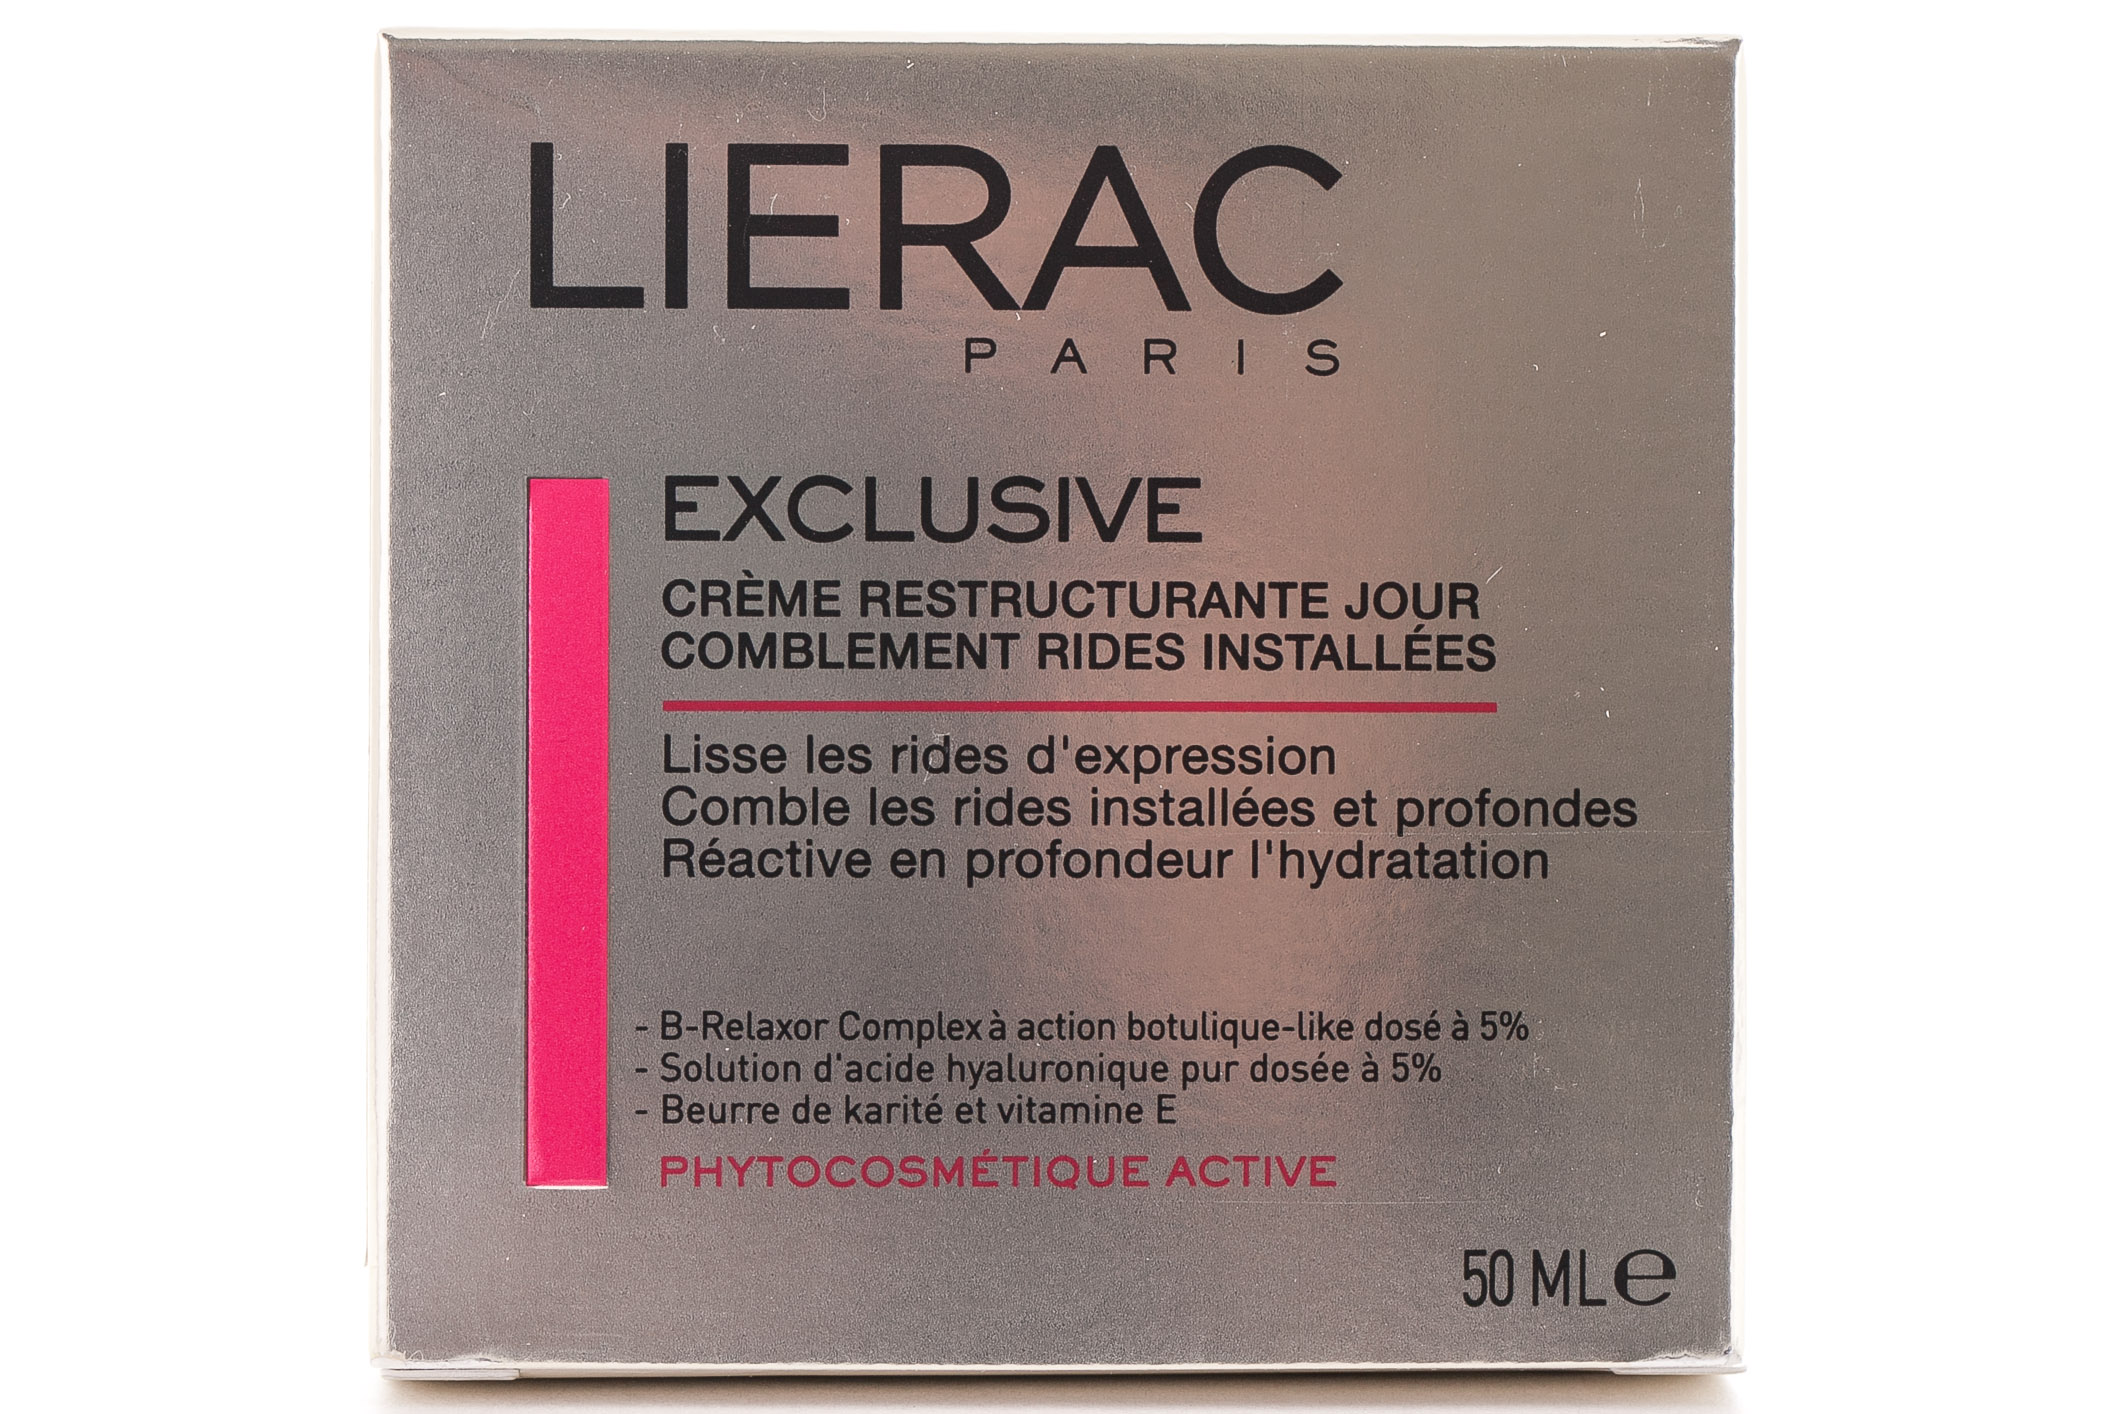 LIERAC
PARIS
EXCLUSIVE
CRÈME RESTRUCTURANTE JOUR
COMBLEMENT RIDES INSTALLÉES
Lisse les rides d'expression
Comble les rides installées et profondes
Réactive en profondeur l'hydratation
- B-Relaxor Complex à action botulique-like dosé à 5%
- Solution d'acide hyaluronique pur dosée à 5%
- Beurre de karité et vitamine E
PHYTOCOSMÉTIQUE ACTIVE
50 ML ℮